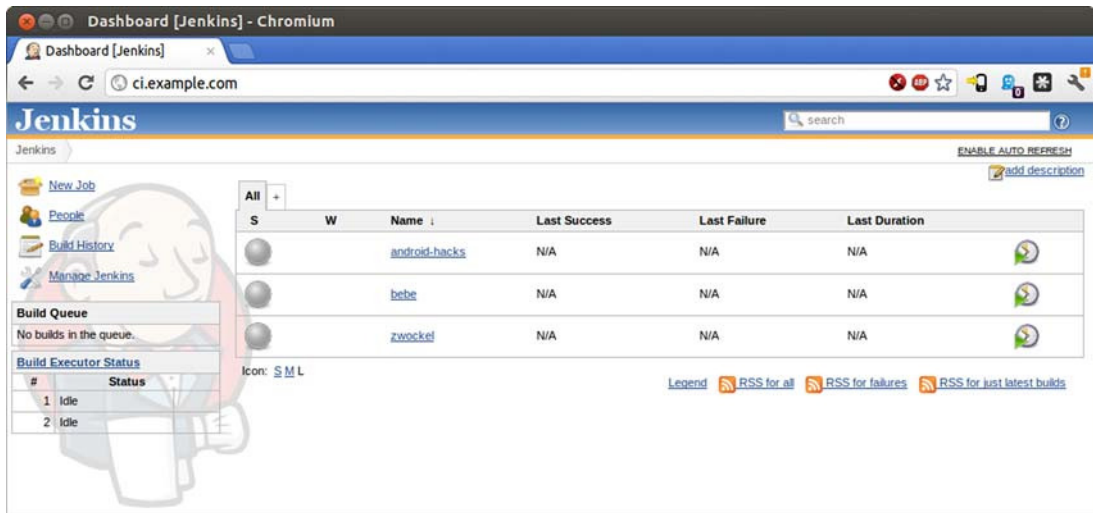 Dashboard [Jenkins] - Chromium
Dashboard [Jenkins]
ci.example.com
ABP
0
Jenkins
search
Jenkins
ENABLE AUTO REFRESH
add description
New Job
People
Build History
Manage Jenkins
All +
S W Name ↓ Last Success Last Failure Last Duration
android-hacks N/A N/A N/A
bebe N/A N/A N/A
zwockel N/A N/A N/A
Icon: S M L
Legend RSS for all RSS for failures RSS for just latest builds
Build Queue
No builds in the queue.
Build Executor Status
# Status
1 Idle
2 Idle